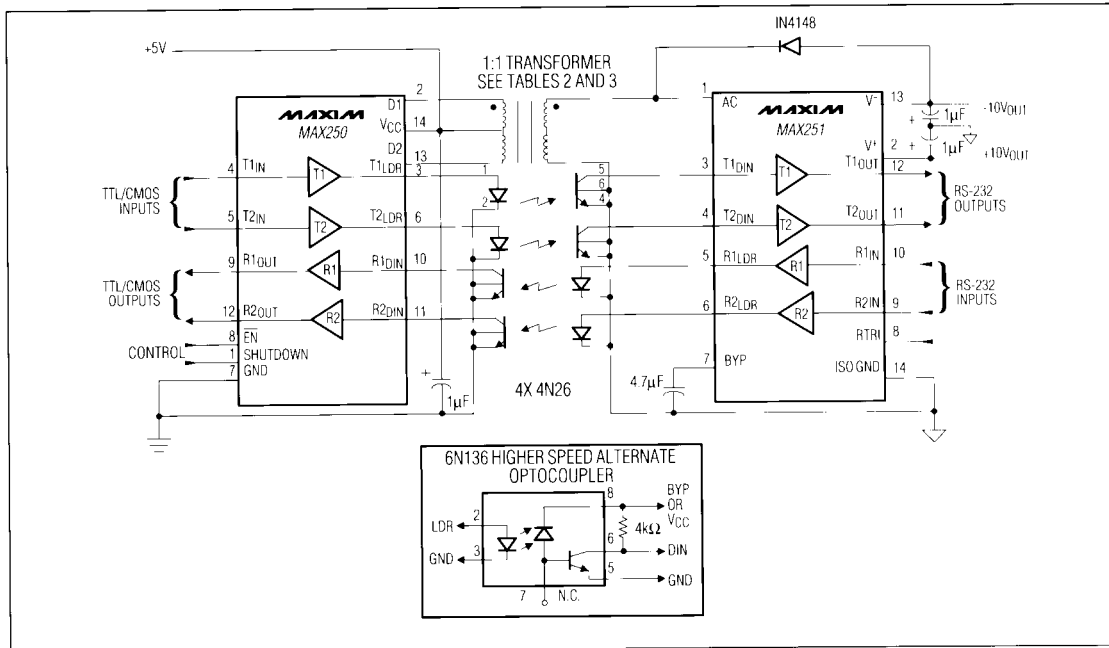 IN4148
+5V
1:1 TRANSFORMER
SEE TABLES 2 AND 3
MAXIM
MAX250
2
D1
VCC
14
D2
13
T1LDR
3
4
T1IN
T1
5
T2IN
T2
T2LDR
6
9
R1OUT
R1
R1DIN
10
12
R2OUT
R2
R2DIN
11
8
EN
1
SHUTDOWN
7
GND
TTL/CMOS
INPUTS
TTL/CMOS
OUTPUTS
CONTROL
+
1µF
1
2
5
6
4
4X 4N26
MAXIM
MAX251
1
AC
V-
13
V+
2
T1OUT
12
3
T1DIN
T1
4
T2DIN
T2
T2OUT
11
5
R1LDR
R1
R1IN
10
6
R2LDR
R2
R2IN
9
8
RTRI
7
BYP
ISO GND
14
4.7µF
1µF
-10VOUT
+
+
1µF
+10VOUT
RS-232
OUTPUTS
RS-232
INPUTS
6N136 HIGHER SPEED ALTERNATE
OPTOCOUPLER
LDR
2
GND
3
8
BYP
OR
VCC
4kΩ
6
DIN
5
GND
7
N.C.